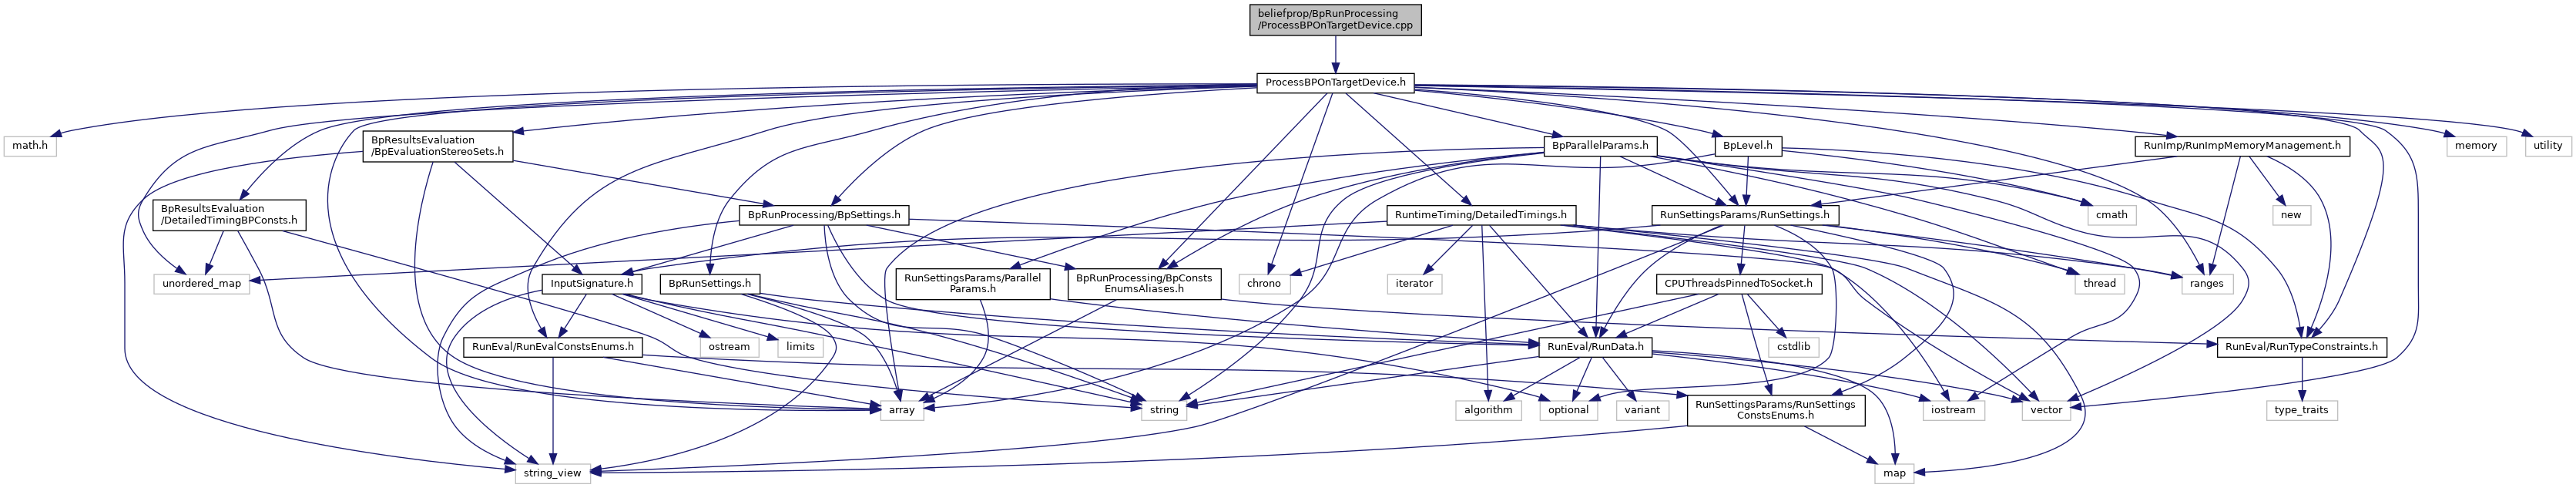 beliefprop/BpRunProcessing
/ProcessBPOnTargetDevice.cpp
ProcessBPOnTargetDevice.h
math.h
BpResultsEvaluation
/BpEvaluationStereoSets.h
BpParallelParams.h
BpLevel.h
RunImp/RunImpMemoryManagement.h
memory
utility
BpResultsEvaluation
/DetailedTimingBPConsts.h
BpRunProcessing/BpSettings.h
RuntimeTiming/DetailedTimings.h
RunSettingsParams/RunSettings.h
cmath
new
unordered_map
InputSignature.h
BpRunSettings.h
RunSettingsParams/Parallel
Params.h
BpRunProcessing/BpConsts
EnumsAliases.h
chrono
iterator
CPUThreadsPinnedToSocket.h
thread
ranges
RunEval/RunEvalConstsEnums.h
ostream
limits
RunEval/RunData.h
cstdlib
RunEval/RunTypeConstraints.h
array
string
algorithm
optional
variant
RunSettingsParams/RunSettings
ConstsEnums.h
iostream
vector
type_traits
string_view
map